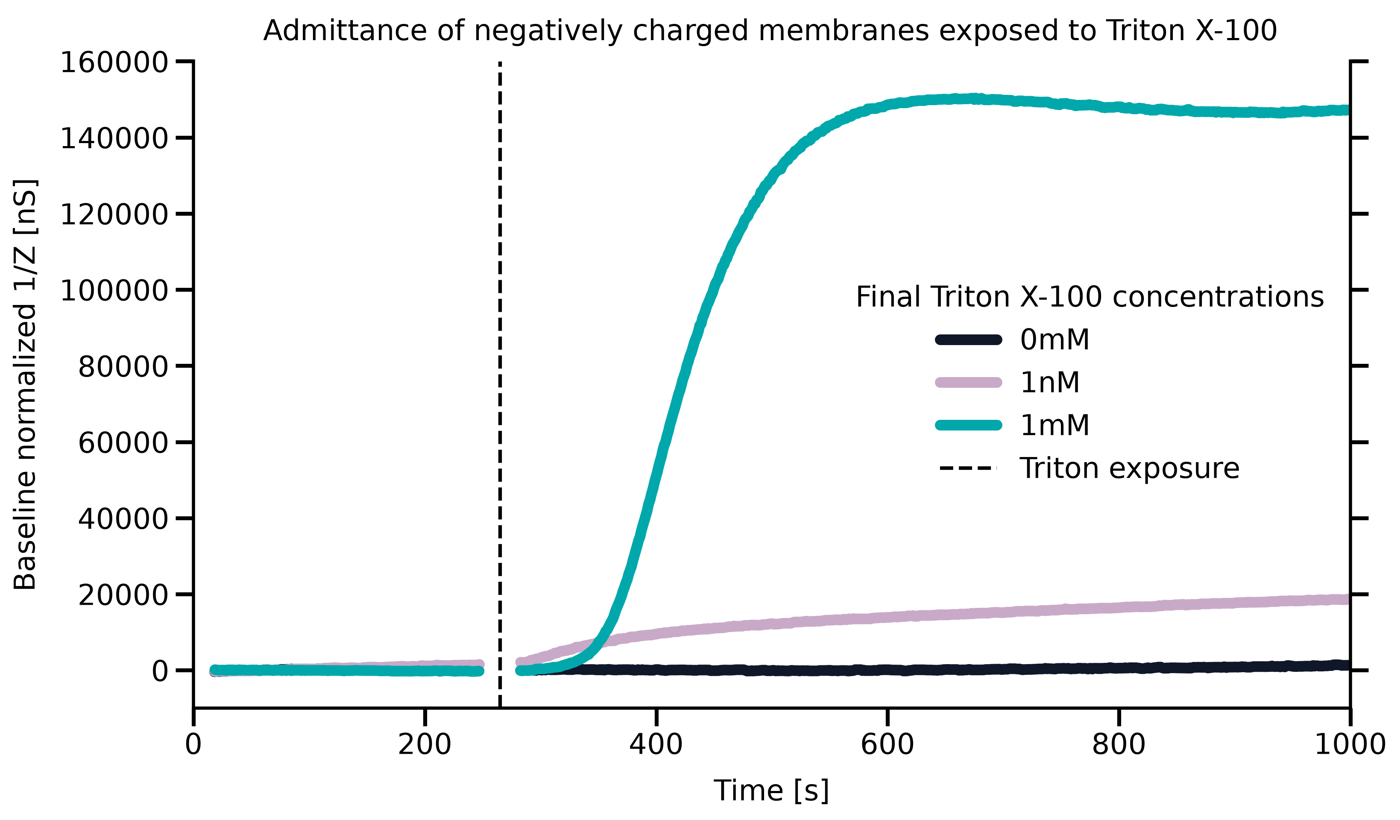 Admittance of negatively charged membranes exposed to Triton X-100
Baseline normalized 1/Z [nS]
160000
140000
120000
100000
80000
60000
40000
20000
0
Final Triton X-100 concentrations
0mM
1nM
1mM
Triton exposure
0 200 400 600 800 1000
Time [s]